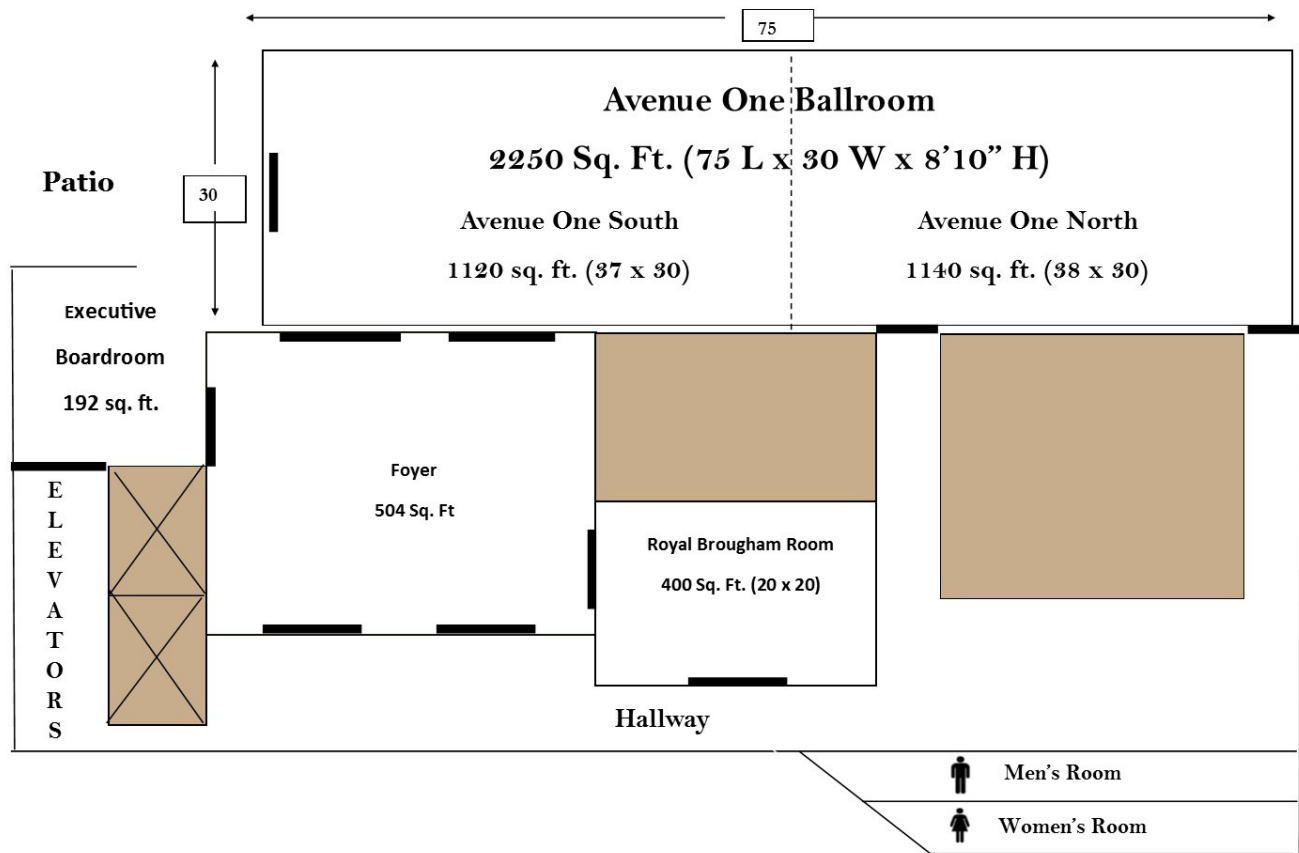 75
Avenue One Ballroom
2250 Sq. Ft. (75 L x 30 W x 8’10” H)
Patio
30
Avenue One South
1120 sq. ft. (37 x 30)
Avenue One North
1140 sq. ft. (38 x 30)
Executive
Boardroom
192 sq. ft.
Foyer
504 Sq. Ft
ELEVATORS
Royal Brougham Room
400 Sq. Ft. (20 x 20)
Hallway
Men’s Room
Women’s Room